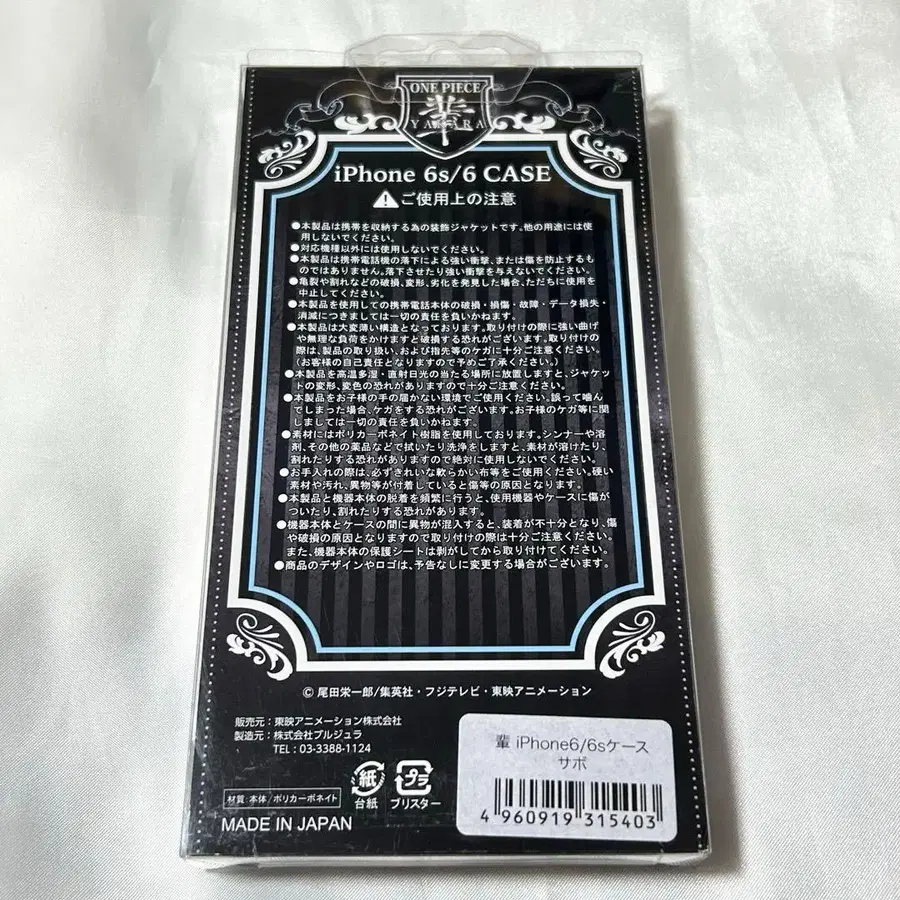 ONE PIECE
輩
YAKARA
iPhone 6s/6 CASE
ご使用上の注意
●本製品は携帯を収納する為の装飾ジャケットです。他の用途には使
用しないでください。
●対応機種以外には使用しないでください。
●本製品は携帯電話機の落下による強い衝撃、または傷を防止するも
のではありません。落下させたり強い衝撃を与えないでください。
●亀裂や割れなどの破損、変形、劣化を発見した場合、ただちに使用を
中止してください。
●本製品を使用しての携帯電話本体の破損・損傷・故障・データ損失・
消滅につきましては一切の責任を負いかねます。
●本製品は大変薄い構造となっております。取り付けの際に強い曲げ
や無理な負荷をかけますと破損する恐れがございます。取り付けの
際は、製品の取り扱い、および指先等のケガに十分ご注意ください。
(お客様の自己責任となりますので予めご了承ください。)
●本製品を高温多湿・直射日光の当たる場所に放置しますと、ジャケッ
トの変形、変色の恐れがありますので十分ご注意ください。
●本製品をお子様の手の届かない環境でご使用ください。誤って噛ん
でしまった場合、ケガをする恐れがございます。お子様のケガ等に関
しましては一切の責任を負いかねます。
●素材にはポリカーボネイト樹脂を使用しております。シンナーや溶
剤、その他の薬品などで拭いたり洗浄をしますと、素材が溶けたり、
割れたりする恐れがありますので絶対に使用しないでください。
●お手入れの際は、必ずきれいな軟らかい布等をご使用ください。硬い
素材や汚れ、異物等が付着していると傷等の原因となります。
●本製品と機器本体の脱着を頻繁に行うと、使用機器やケースに傷が
ついたり、割れたりする恐れがあります。
●機器本体とケースの間に異物が混入すると、装着が不十分となり、傷
や破損の原因となりますので取り付けの際は十分ご注意ください。
また、機器本体の保護シートは剥がしてから取り付けてください。
●商品のデザインやロゴは、予告なしに変更する場合がございます。
© 尾田栄一郎/集英社・フジテレビ・東映アニメーション
販売元:東映アニメーション株式会社
製造元:株式会社プルジュラ
TEL:03-3388-1124
紙 プラ
台紙 ブリスター
材質:本体/ポリカーボネイト
MADE IN JAPAN
輩 iPhone6/6sケース
サボ
4 960919 315403